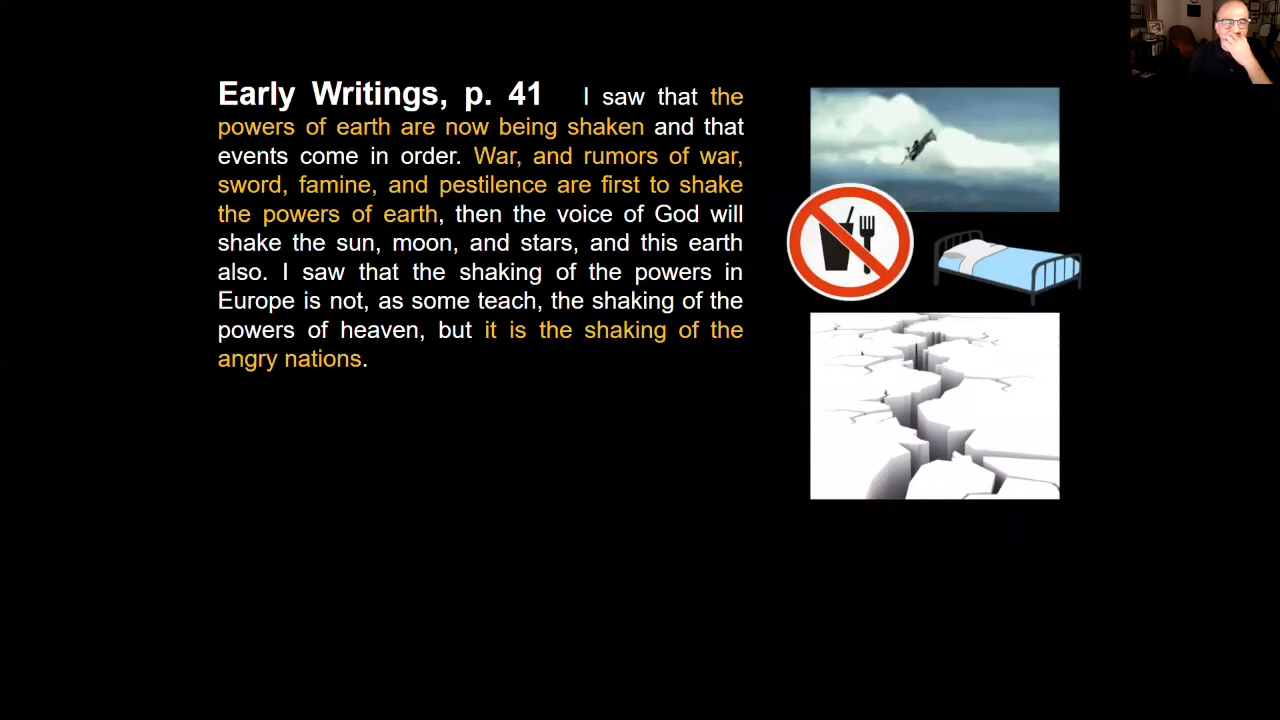 Early Writings, p. 41 I saw that the
powers of earth are now being shaken and that
events come in order. War, and rumors of war,
sword, famine, and pestilence are first to shake
the powers of earth, then the voice of God will
shake the sun, moon, and stars, and this earth
also. I saw that the shaking of the powers in
Europe is not, as some teach, the shaking of the
powers of heaven, but it is the shaking of the
angry nations.